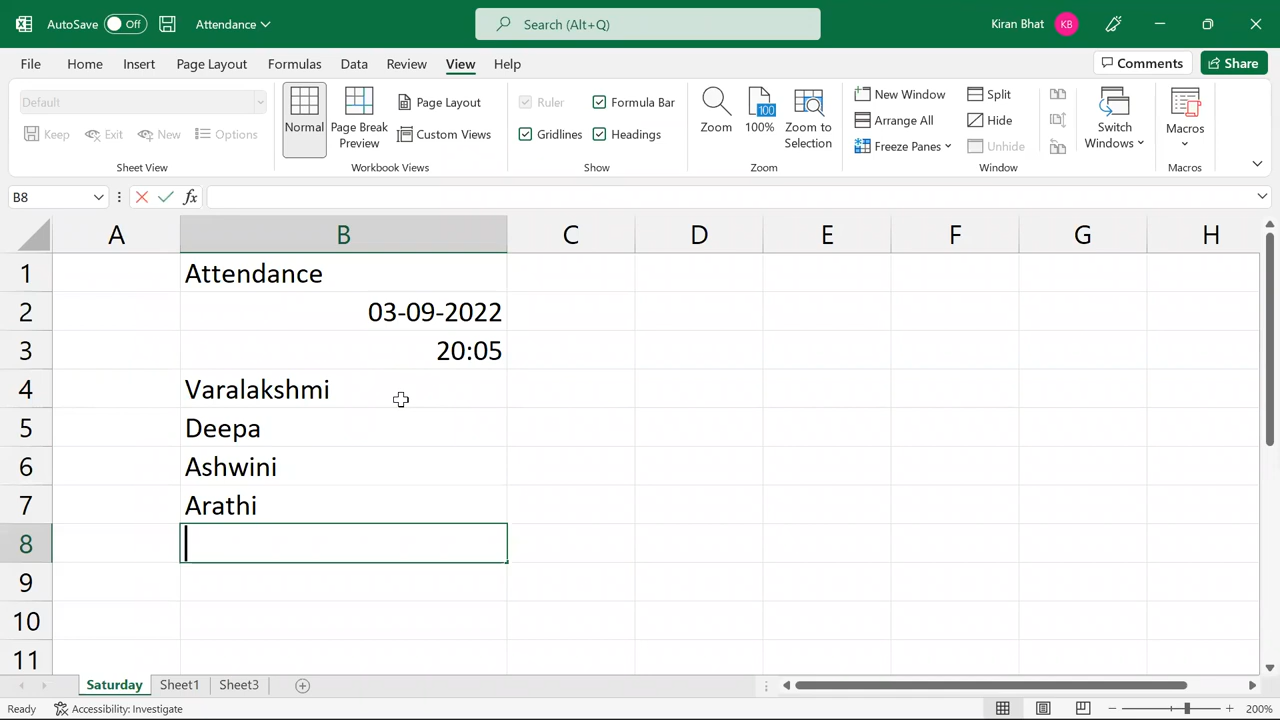 AutoSave Off Attendance Search (Alt+Q) Kiran Bhat KB
File Home Insert Page Layout Formulas Data Review View Help Comments Share
Default
Keep Exit New Options
Sheet View
Normal
Page Break Preview
Page Layout
Custom Views
Workbook Views
Ruler Formula Bar
Gridlines Headings
Show
Zoom
100
100%
Zoom to Selection
Zoom
New Window
Arrange All
Freeze Panes
Split
Hide
Unhide
Switch Windows
Window
Macros
Macros
B8 fx
A B C D E F G H
1 Attendance
2 03-09-2022
3 20:05
4 Varalakshmi
5 Deepa
6 Ashwini
7 Arathi
8
9
10
11
Saturday Sheet1 Sheet3
Ready Accessibility: Investigate 200%